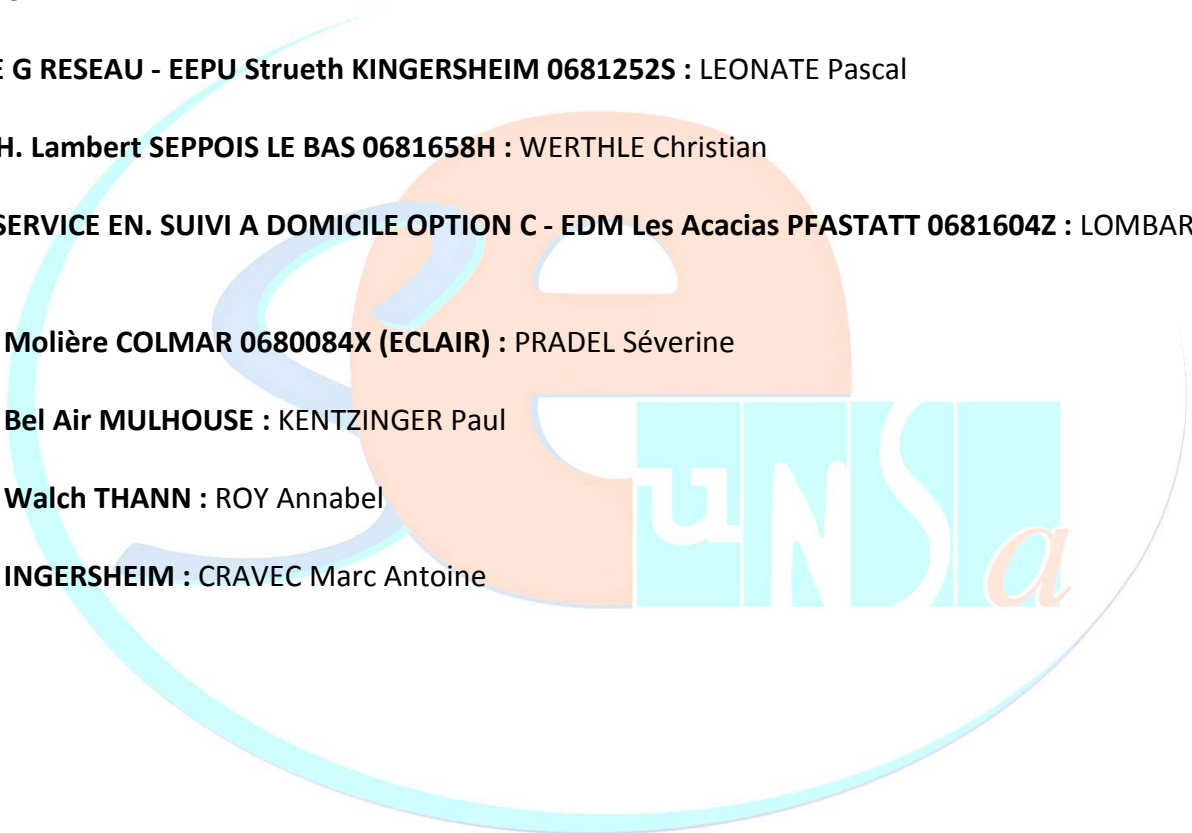 E G RESEAU - EEPU Strueth KINGERSHEIM 0681252S : LEONATE Pascal
H. Lambert SEPPOIS LE BAS 0681658H : WERTHLE Christian
SERVICE EN. SUIVI A DOMICILE OPTION C - EDM Les Acacias PFASTATT 0681604Z : LOMBAR
Molière COLMAR 0680084X (ECLAIR) : PRADEL Séverine
Bel Air MULHOUSE : KENTZINGER Paul
Walch THANN : ROY Annabel
INGERSHEIM : CRAVEC Marc Antoine
se uNSa